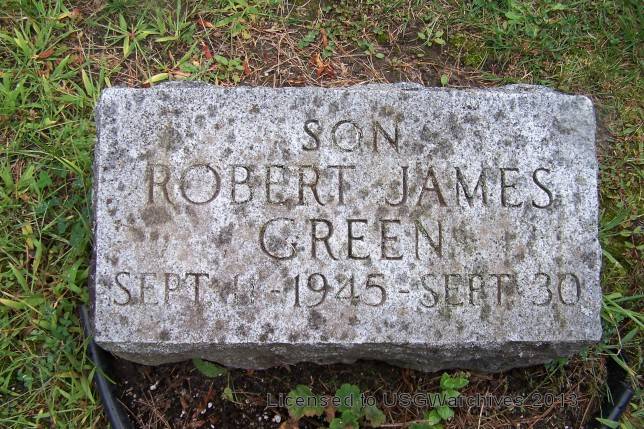 SON
ROBERT JAMES
GREEN
SEPT 11 - 1945 - SEPT 30
Licensed to USGWarchives 2013